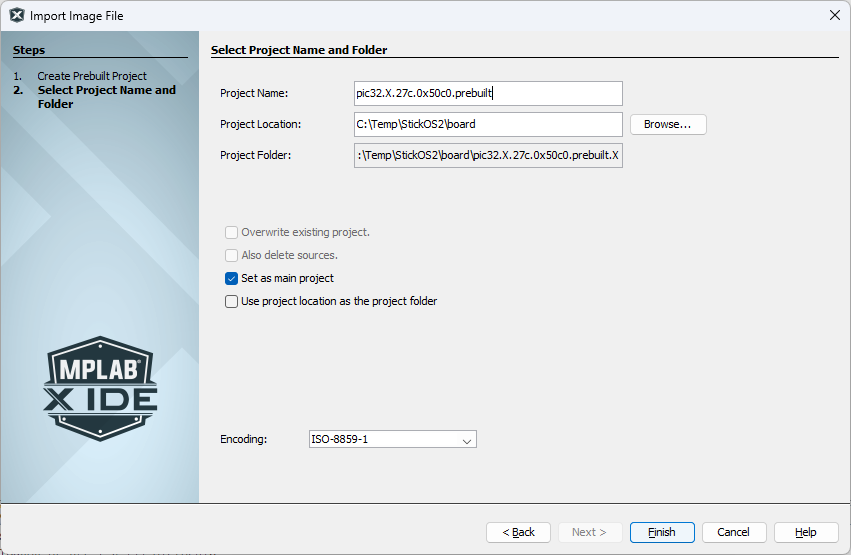 Import Image File
Steps
1. Create Prebuilt Project
2. Select Project Name and
Folder
MPLAB®
X IDE
Select Project Name and Folder
Project Name: pic32.X.27c.0x50c0.prebuilt
Project Location: C:\Temp\StickOS2\board Browse...
Project Folder: :\Temp\StickOS2\board\pic32.X.27c.0x50c0.prebuilt.X
Overwrite existing project.
Also delete sources.
Set as main project
Use project location as the project folder
Encoding: ISO-8859-1
< Back Next > Finish Cancel Help